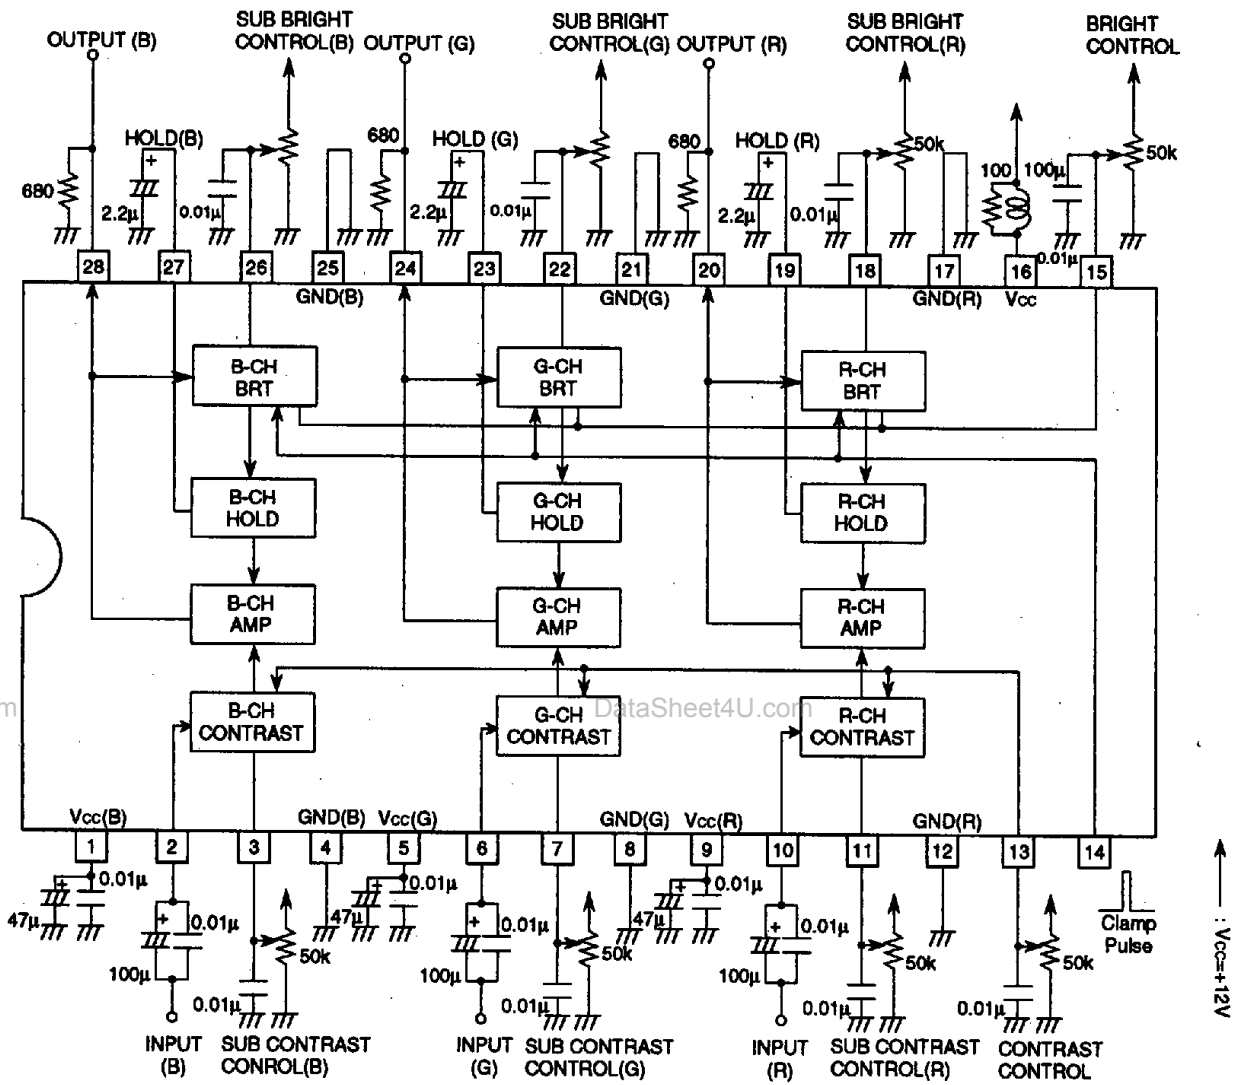 OUTPUT (B)
SUB BRIGHT
CONTROL(B)
OUTPUT (G)
SUB BRIGHT
CONTROL(G)
OUTPUT (R)
SUB BRIGHT
CONTROL(R)
BRIGHT
CONTROL
680
HOLD(B)
2.2μ
0.01μ
680
HOLD (G)
2.2μ
0.01μ
680
HOLD (R)
2.2μ
0.01μ
50k
100
100μ
50k
0.01μ
28
27
26
25
24
23
22
21
20
19
18
17
16
15
GND(B)
GND(G)
GND(R)
Vcc
B-CH
BRT
G-CH
BRT
R-CH
BRT
B-CH
HOLD
G-CH
HOLD
R-CH
HOLD
B-CH
AMP
G-CH
AMP
R-CH
AMP
B-CH
CONTRAST
G-CH
CONTRAST
R-CH
CONTRAST
m
DataSheet4U.com
Vcc(B)
GND(B)
Vcc(G)
GND(G)
Vcc(R)
GND(R)
1
2
3
4
5
6
7
8
9
10
11
12
13
14
47μ
0.01μ
0.01μ
100μ
50k
0.01μ
47μ
0.01μ
0.01μ
100μ
50k
0.01μ
47μ
0.01μ
0.01μ
100μ
50k
0.01μ
50k
0.01μ
Clamp
Pulse
: Vcc=+12V
INPUT
(B)
SUB CONTRAST
CONROL(B)
INPUT
(G)
SUB CONTRAST
CONTROL(G)
INPUT
(R)
SUB CONTRAST
CONTROL(R)
CONTRAST
CONTROL